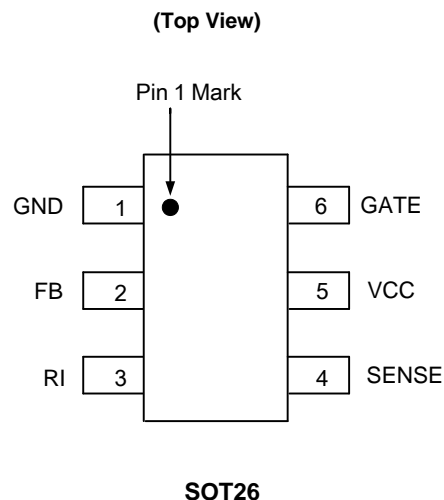 (Top View)
Pin 1 Mark
GND 1 6 GATE
FB 2 5 VCC
RI 3 4 SENSE
SOT26